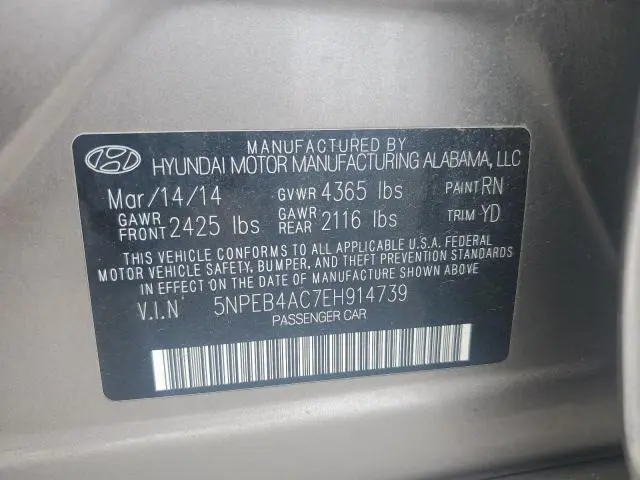 MANUFACTURED BY
HYUNDAI MOTOR MANUFACTURING ALABAMA, LLC
Mar/14/14 GVWR 4365 lbs PAINT RN
GAWR FRONT 2425 lbs GAWR REAR 2116 lbs TRIM YD
THIS VEHICLE CONFORMS TO ALL APPLICABLE U.S.A. FEDERAL
MOTOR VEHICLE SAFETY, BUMPER, AND THEFT PREVENTION
STANDARDS IN EFFECT ON THE DATE OF MANUFACTURE SHOWN ABOVE
V.I.N 5NPEB4AC7EH914739
PASSENGER CAR